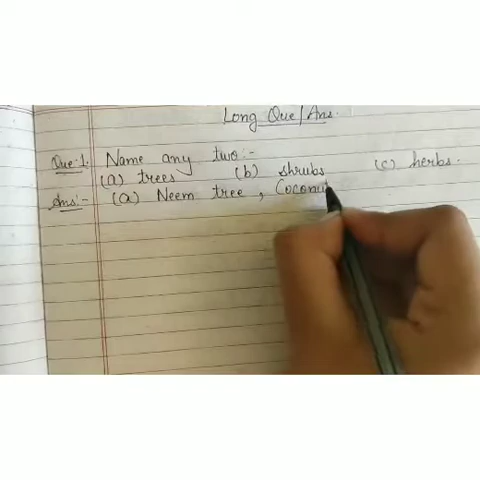 Long Que/Ans.
Que:1. Name any two:-
(a) trees (b) shrubs (c) herbs.
Ans:- (a) Neem tree, Coconu